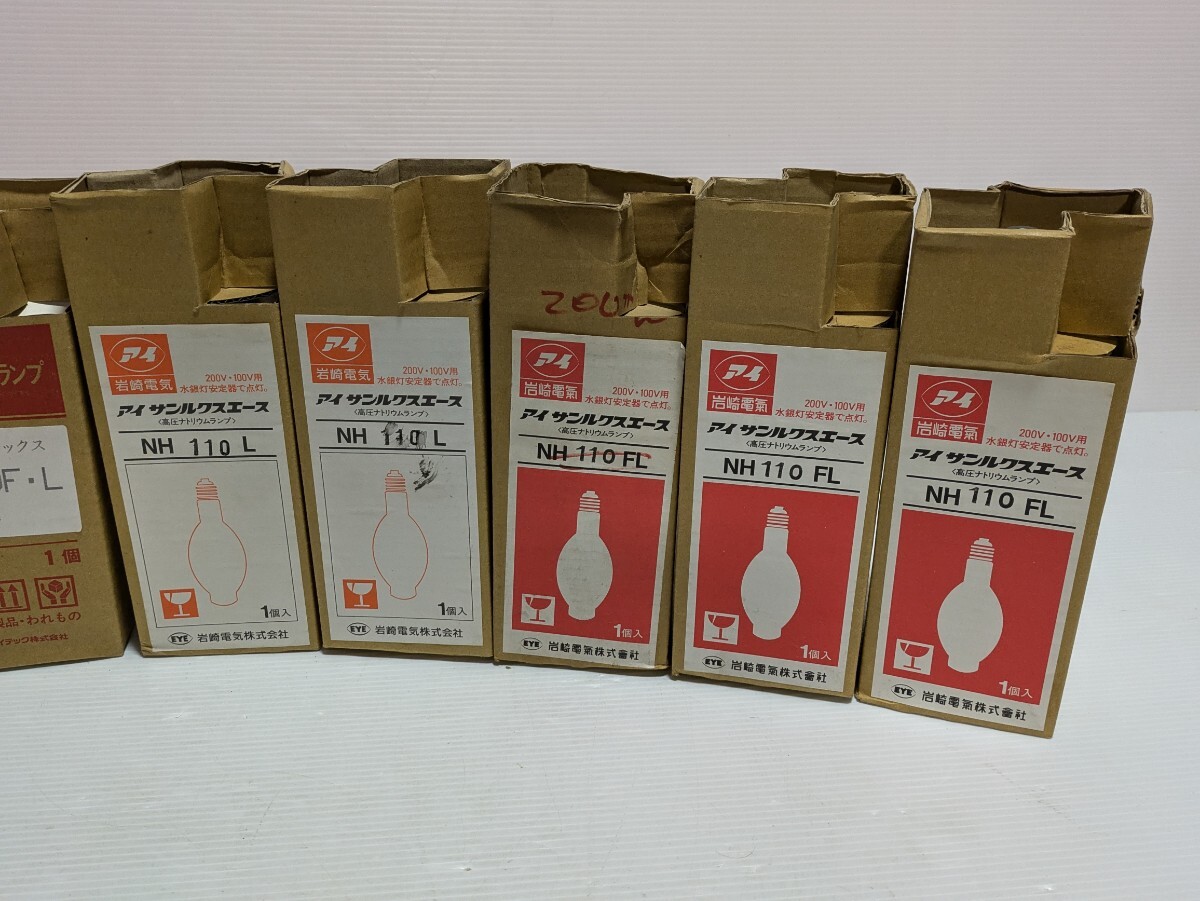 ランプ
ックス
F・L
1個
製品・われもの
イテック株式会社
アイ
岩崎電気
200V・100V用
水銀灯安定器で点灯。
アイ サンルクスエース
〈高圧ナトリウムランプ〉
NH 110 L
1個入
EYE 岩崎電気株式会社
アイ
岩崎電気
200V・100V用
水銀灯安定器で点灯。
アイ サンルクスエース
〈高圧ナトリウムランプ〉
NH 110 L
1個入
EYE 岩崎電気株式会社
アイ
岩崎電氣
200V・100V用
水銀灯安定器で点灯。
アイ サンルクスエース
〈高圧ナトリウムランプ〉
NH 110 FL
1個入
EYE 岩崎電氣株式會社
アイ
岩崎電氣
200V・100V用
水銀灯安定器で点灯。
アイ サンルクスエース
〈高圧ナトリウムランプ〉
NH 110 FL
1個入
EYE 岩崎電氣株式會社
アイ
岩崎電氣
200V・100V用
水銀灯安定器で点灯。
アイ サンルクスエース
〈高圧ナトリウムランプ〉
NH 110 FL
1個入
EYE 岩崎電氣株式會社